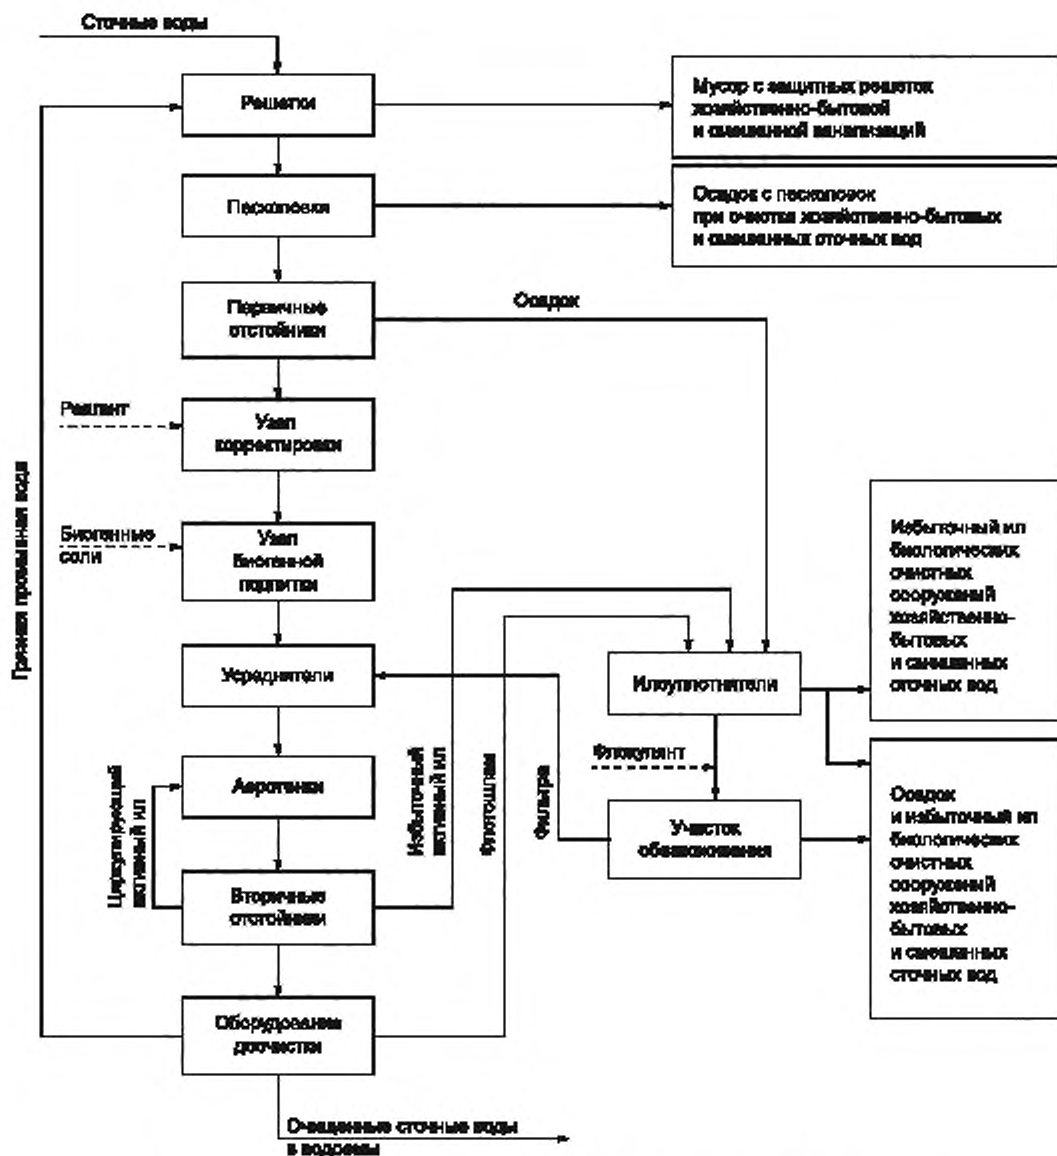 Сточные воды
Решетки
Мусор с защитных решеток
хозяйственно-бытовой
и смешанной канализаций
Песколовки
Осадок с песколовок
при очистке хозяйственно-бытовых
и смешанных сточных вод
Первичные
отстойники
Осадок
Реагент
Узел
корректировки
Биогенные
соли
Узел
биогенной
подпитки
Грязная промывная вода
Усреднители
Илоуплотнители
Избыточный ил
биологических
очистных
сооружений
хозяйственно-
бытовых
и смешанных
сточных вод
Флокулянт
Аэротенки
Циркулирующий
активный ил
Избыточный
активный ил
Флотошлам
Фильтрат
Участок
обезвоживания
Осадок
и избыточный ил
биологических
очистных
сооружений
хозяйственно-
бытовых
и смешанных
сточных вод
Вторичные
отстойники
Оборудование
доочистки
Очищенные сточные воды
в водоемы